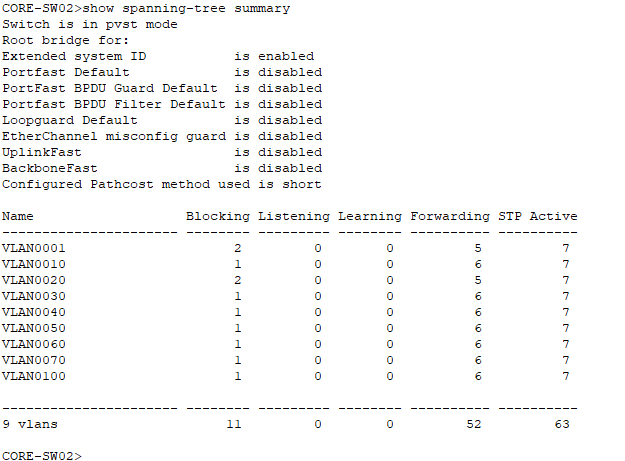 CORE-SW02>show spanning-tree summary
Switch is in pvst mode
Root bridge for:
Extended system ID           is enabled
Portfast Default             is disabled
PortFast BPDU Guard Default  is disabled
Portfast BPDU Filter Default is disabled
Loopguard Default            is disabled
EtherChannel misconfig guard is disabled
UplinkFast                   is disabled
BackboneFast                 is disabled
Configured Pathcost method used is short

Name                   Blocking Listening Learning Forwarding STP Active
---------------------- -------- --------- -------- ---------- ----------
VLAN0001                     2         0        0          5          7
VLAN0010                     1         0        0          6          7
VLAN0020                     2         0        0          5          7
VLAN0030                     1         0        0          6          7
VLAN0040                     1         0        0          6          7
VLAN0050                     1         0        0          6          7
VLAN0060                     1         0        0          6          7
VLAN0070                     1         0        0          6          7
VLAN0100                     1         0        0          6          7

---------------------- -------- --------- -------- ---------- ----------
9 vlans                     11         0        0         52         63

CORE-SW02>